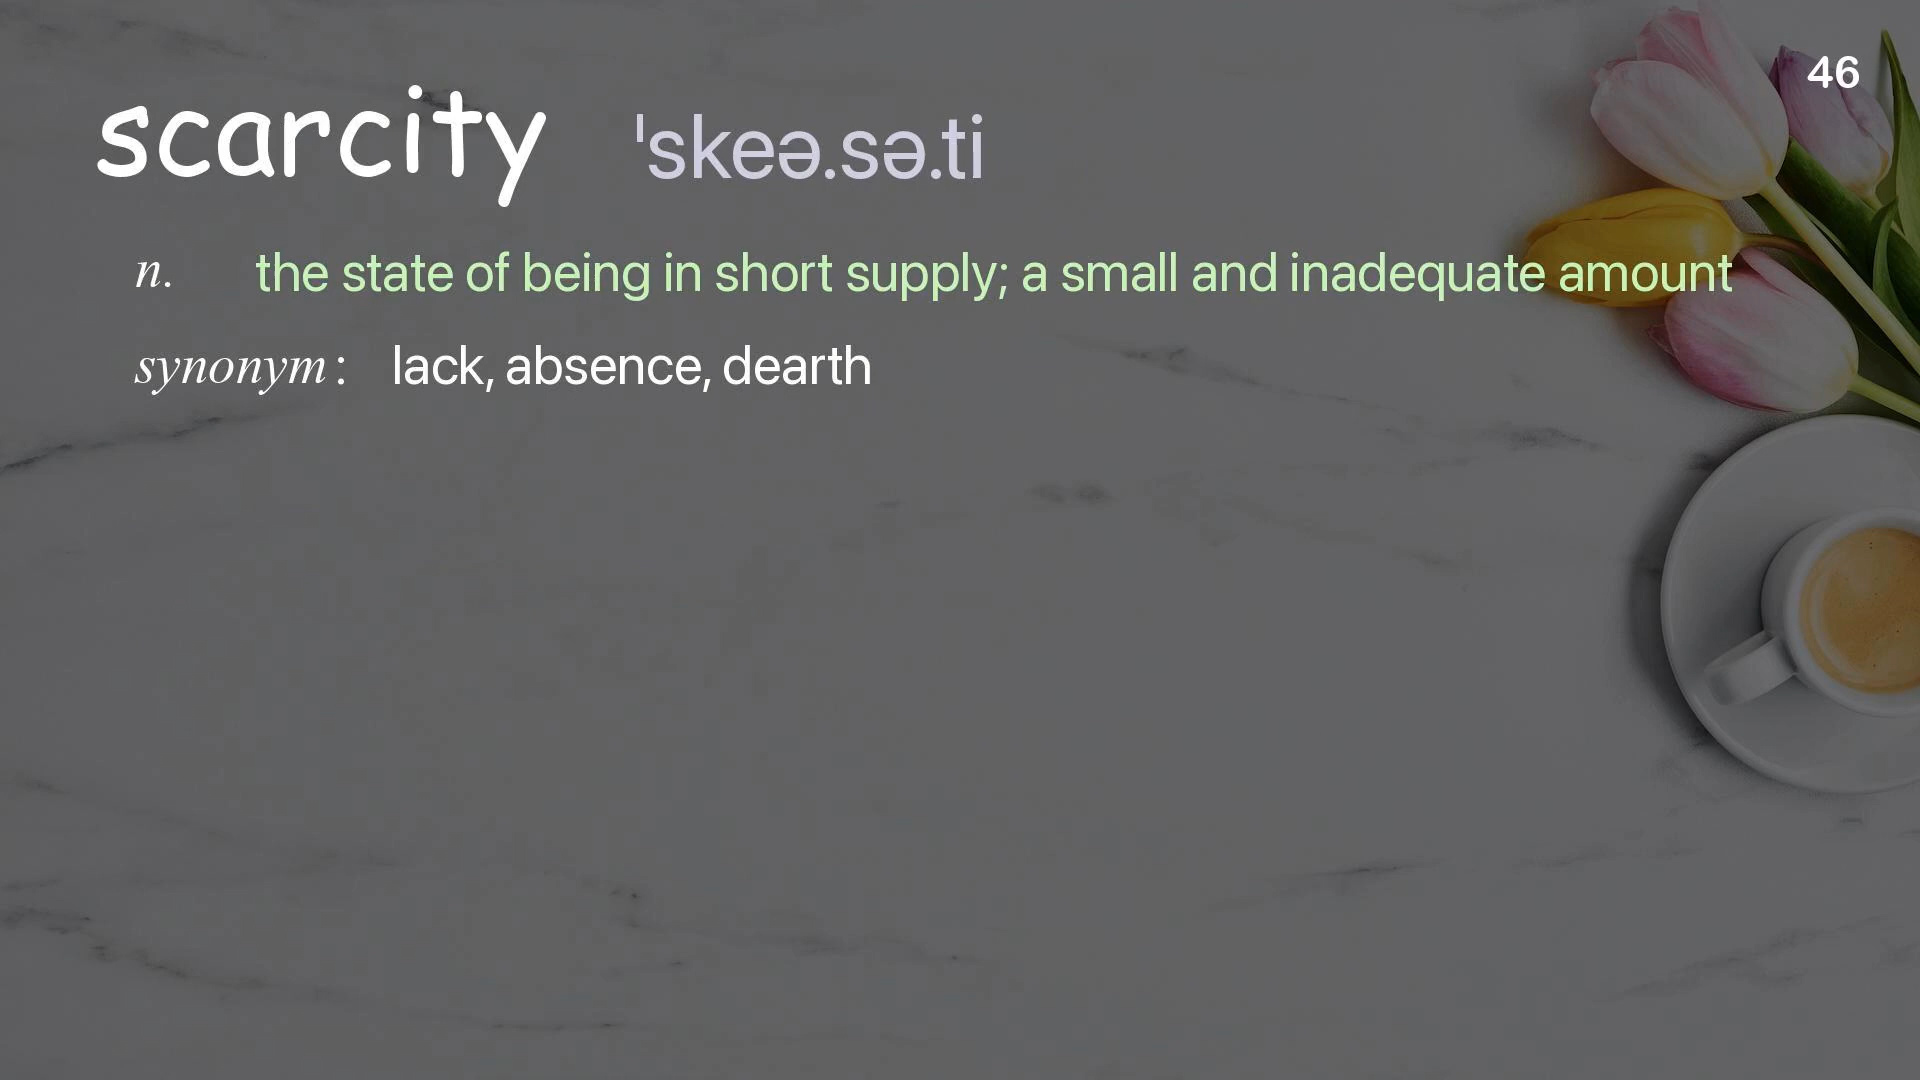 46
scarcity ˈskeə.sə.ti
n. the state of being in short supply; a small and inadequate amount
synonym: lack, absence, dearth